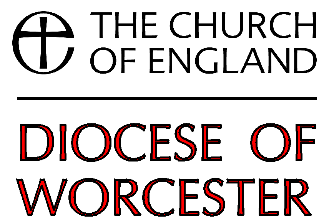 THE CHURCH
OF ENGLAND
DIOCESE OF
WORCESTER